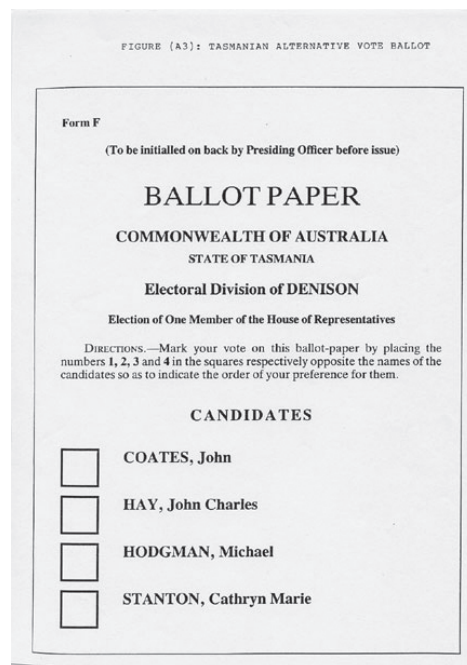 FIGURE (A3): TASMANIAN ALTERNATIVE VOTE BALLOT
Form F
(To be initialled on back by Presiding Officer before issue)
BALLOT PAPER
COMMONWEALTH OF AUSTRALIA
STATE OF TASMANIA
Electoral Division of DENISON
Election of One Member of the House of Representatives
DIRECTIONS.—Mark your vote on this ballot-paper by placing the
numbers 1, 2, 3 and 4 in the squares respectively opposite the names of the
candidates so as to indicate the order of your preference for them.
CANDIDATES
COATES, John
HAY, John Charles
HODGMAN, Michael
STANTON, Cathryn Marie